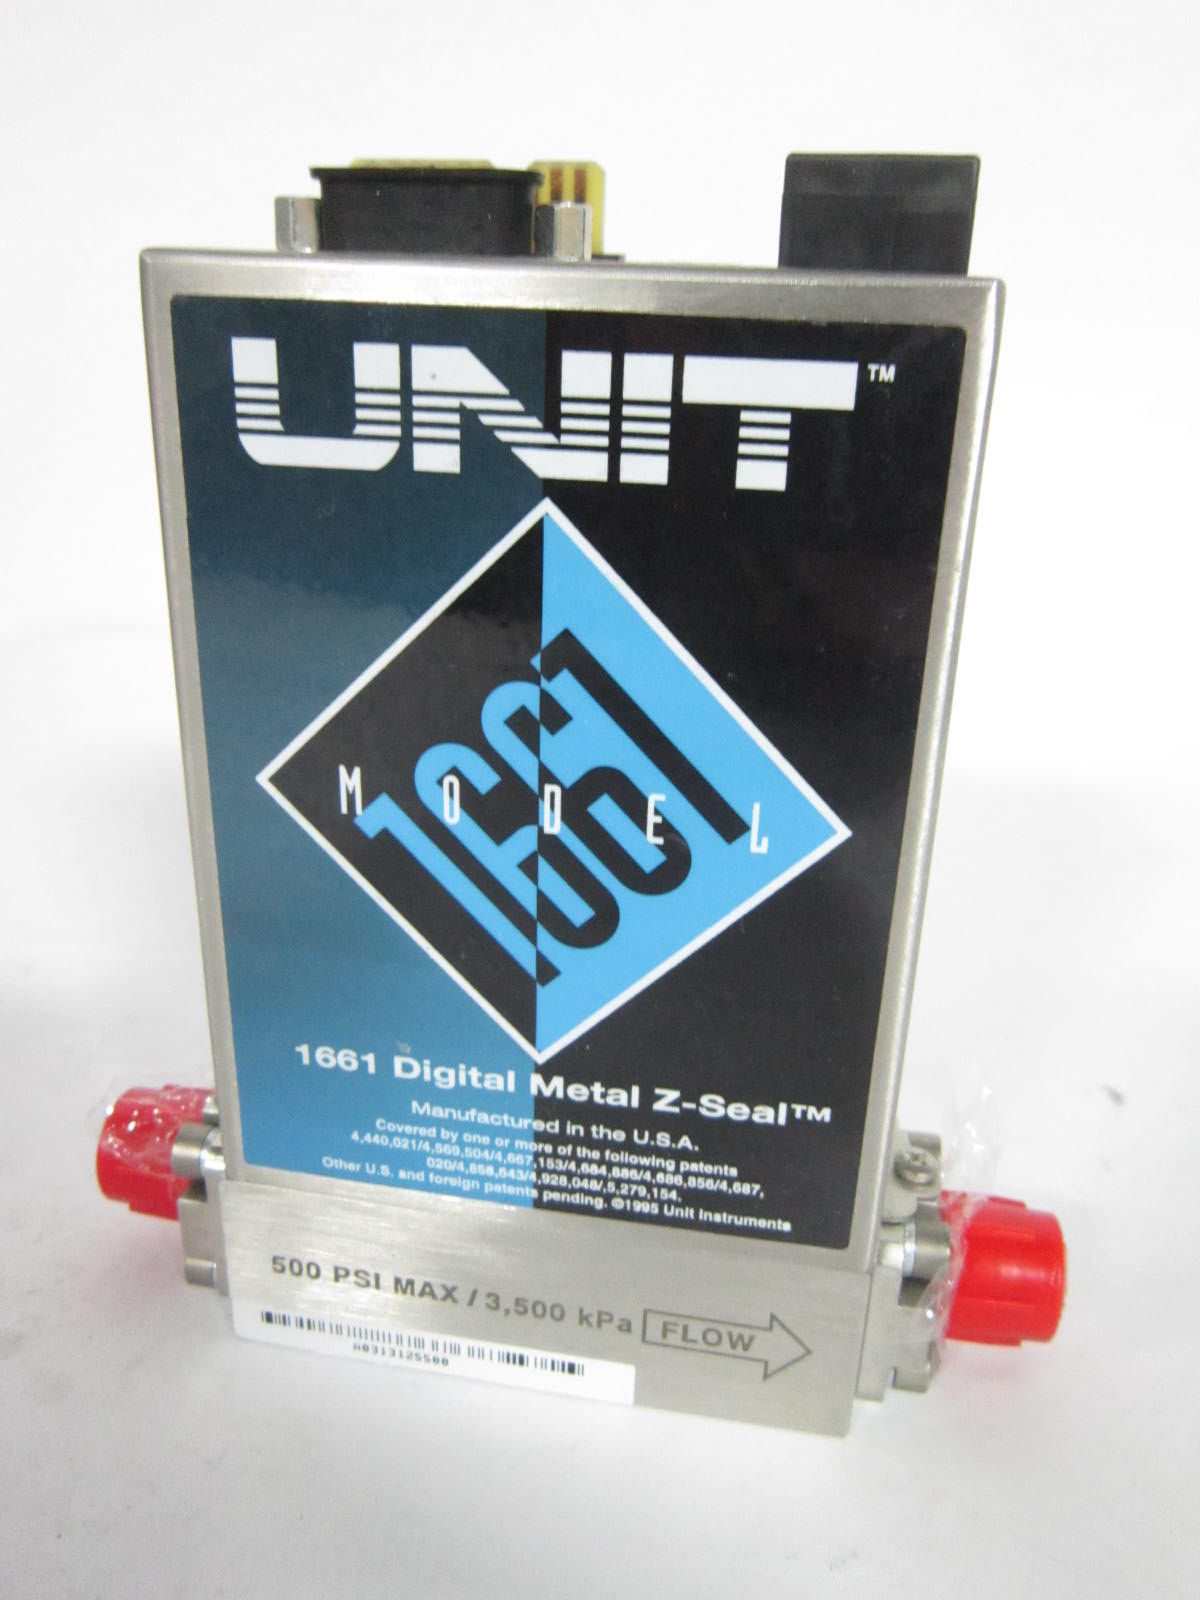 UNIT™
1661
MODEL
1661 Digital Metal Z-Seal™
Manufactured in the U.S.A.
Covered by one or more of the following patents
4,440,021/4,569,504/4,667,153/4,684,886/4,686,856/4,687,
020/4,858,643/4,928,048/,5,279,154.
Other U.S. and foreign patents pending. ©1995 Unit Instruments
500 PSI MAX / 3,500 kPa FLOW
A0313125500